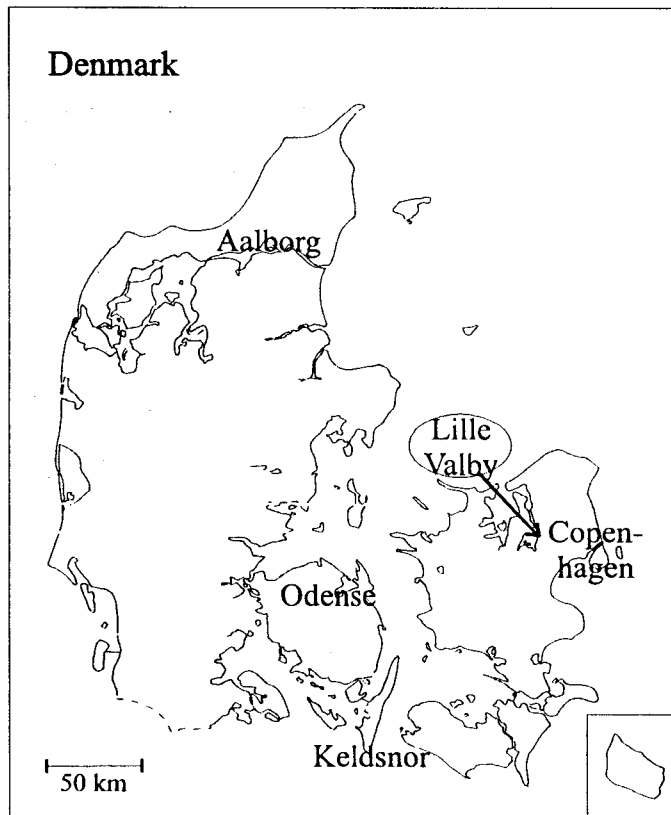 Denmark
Aalborg
Lille
Valby
Copen-
hagen
Odense
Keldsnor
50 km